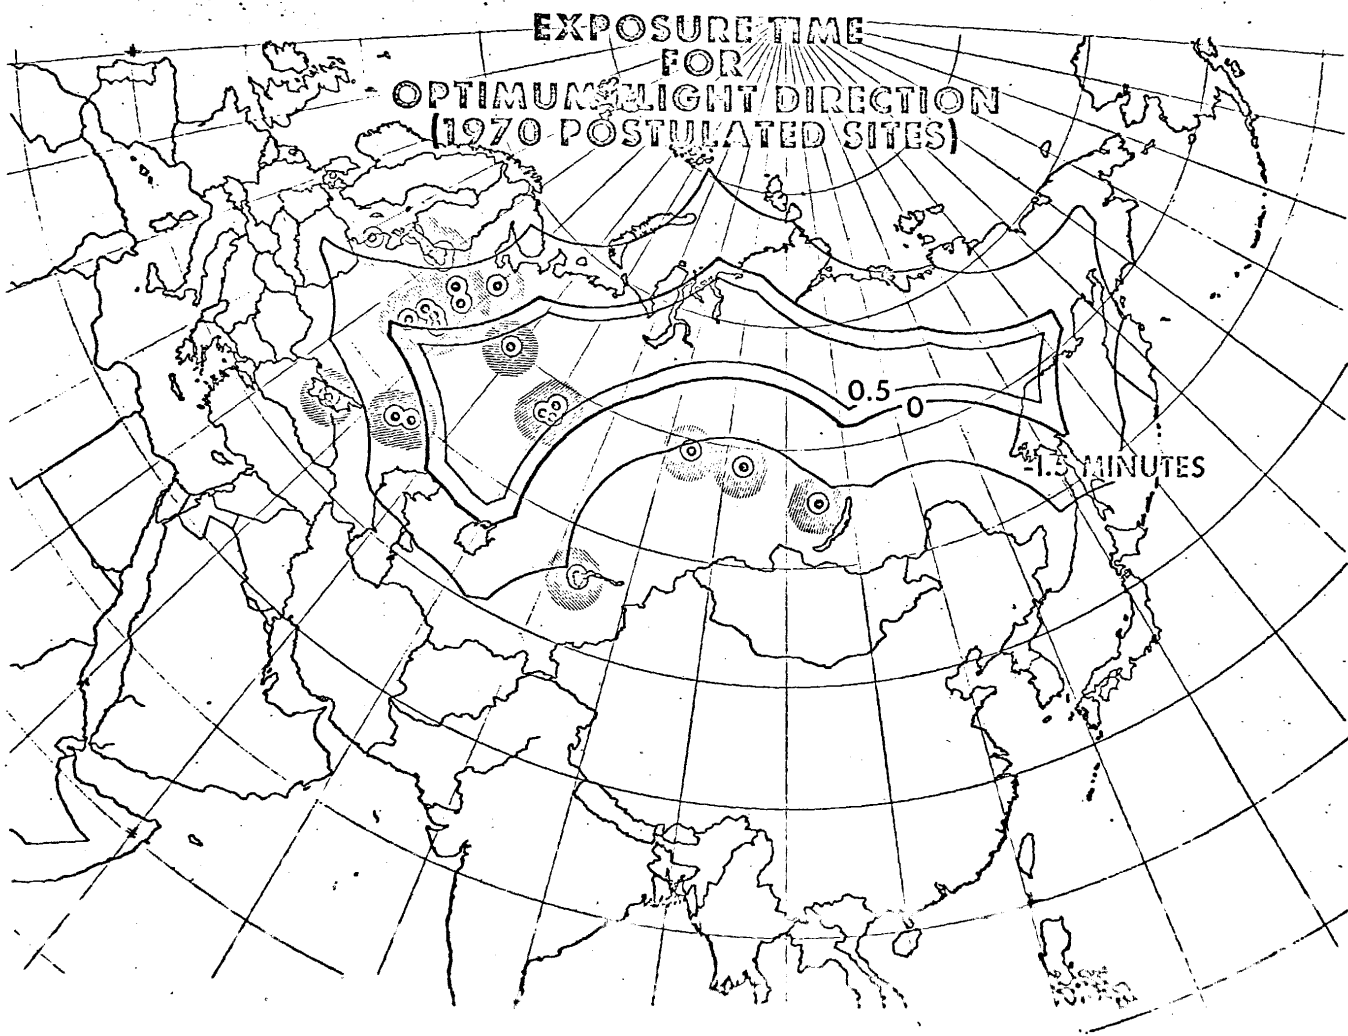 EXPOSURE TIME
FOR
OPTIMUM FLIGHT DIRECTION
(1970 POSTULATED SITES)
0.5
0
-1.5 MINUTES